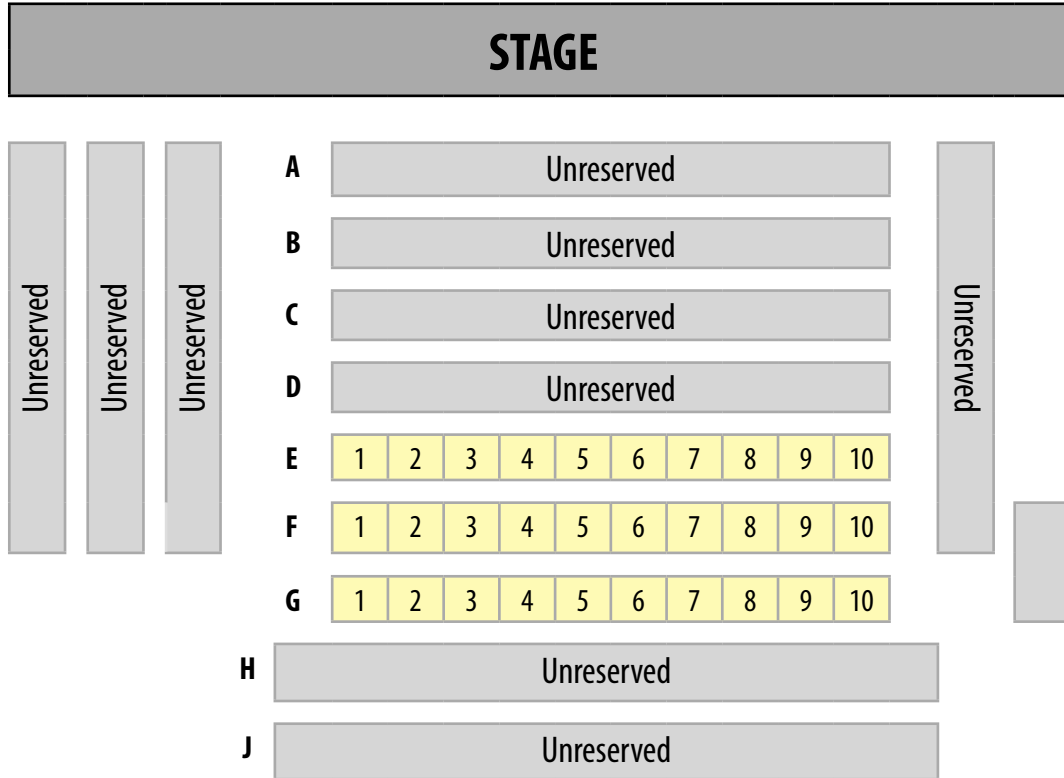 STAGE
Unreserved
Unreserved
Unreserved
A Unreserved
B Unreserved
C Unreserved
D Unreserved
E 1 2 3 4 5 6 7 8 9 10
F 1 2 3 4 5 6 7 8 9 10
G 1 2 3 4 5 6 7 8 9 10
H Unreserved
J Unreserved
Unreserved